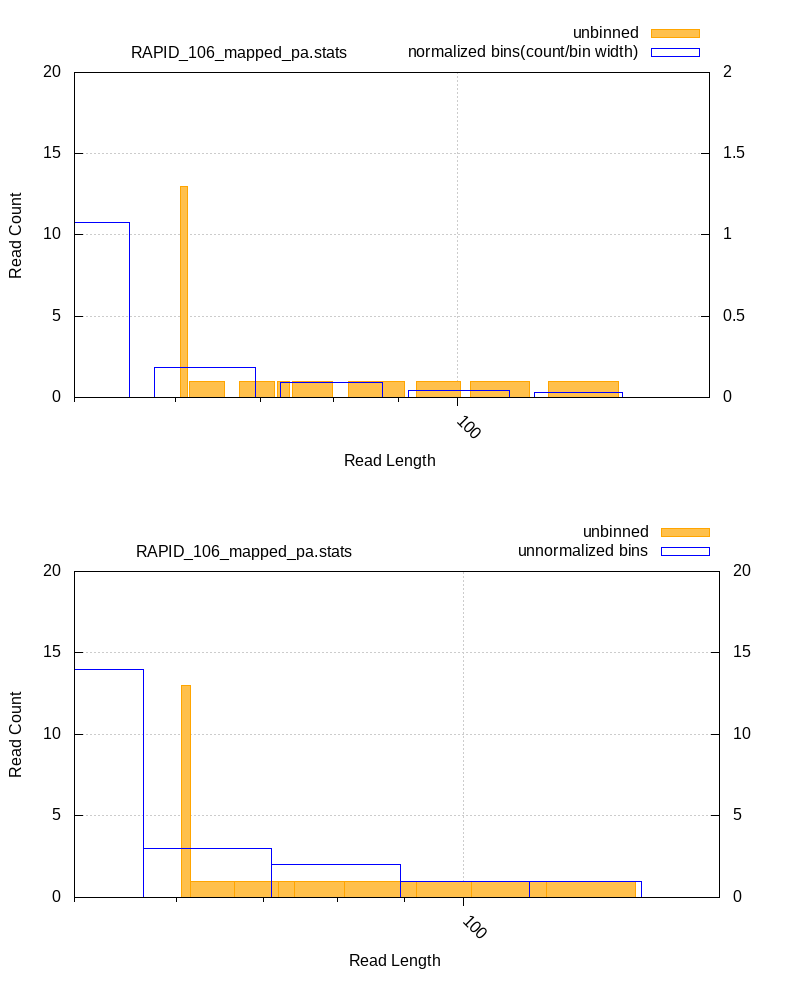 unbinned
RAPID_106_mapped_pa.stats normalized bins(count/bin width)
20 2
15 1.5
10 1
5 0.5
0 0
Read Count
100
Read Length
unbinned
RAPID_106_mapped_pa.stats unnormalized bins
20 20
15 15
10 10
5 5
0 0
Read Count
100
Read Length